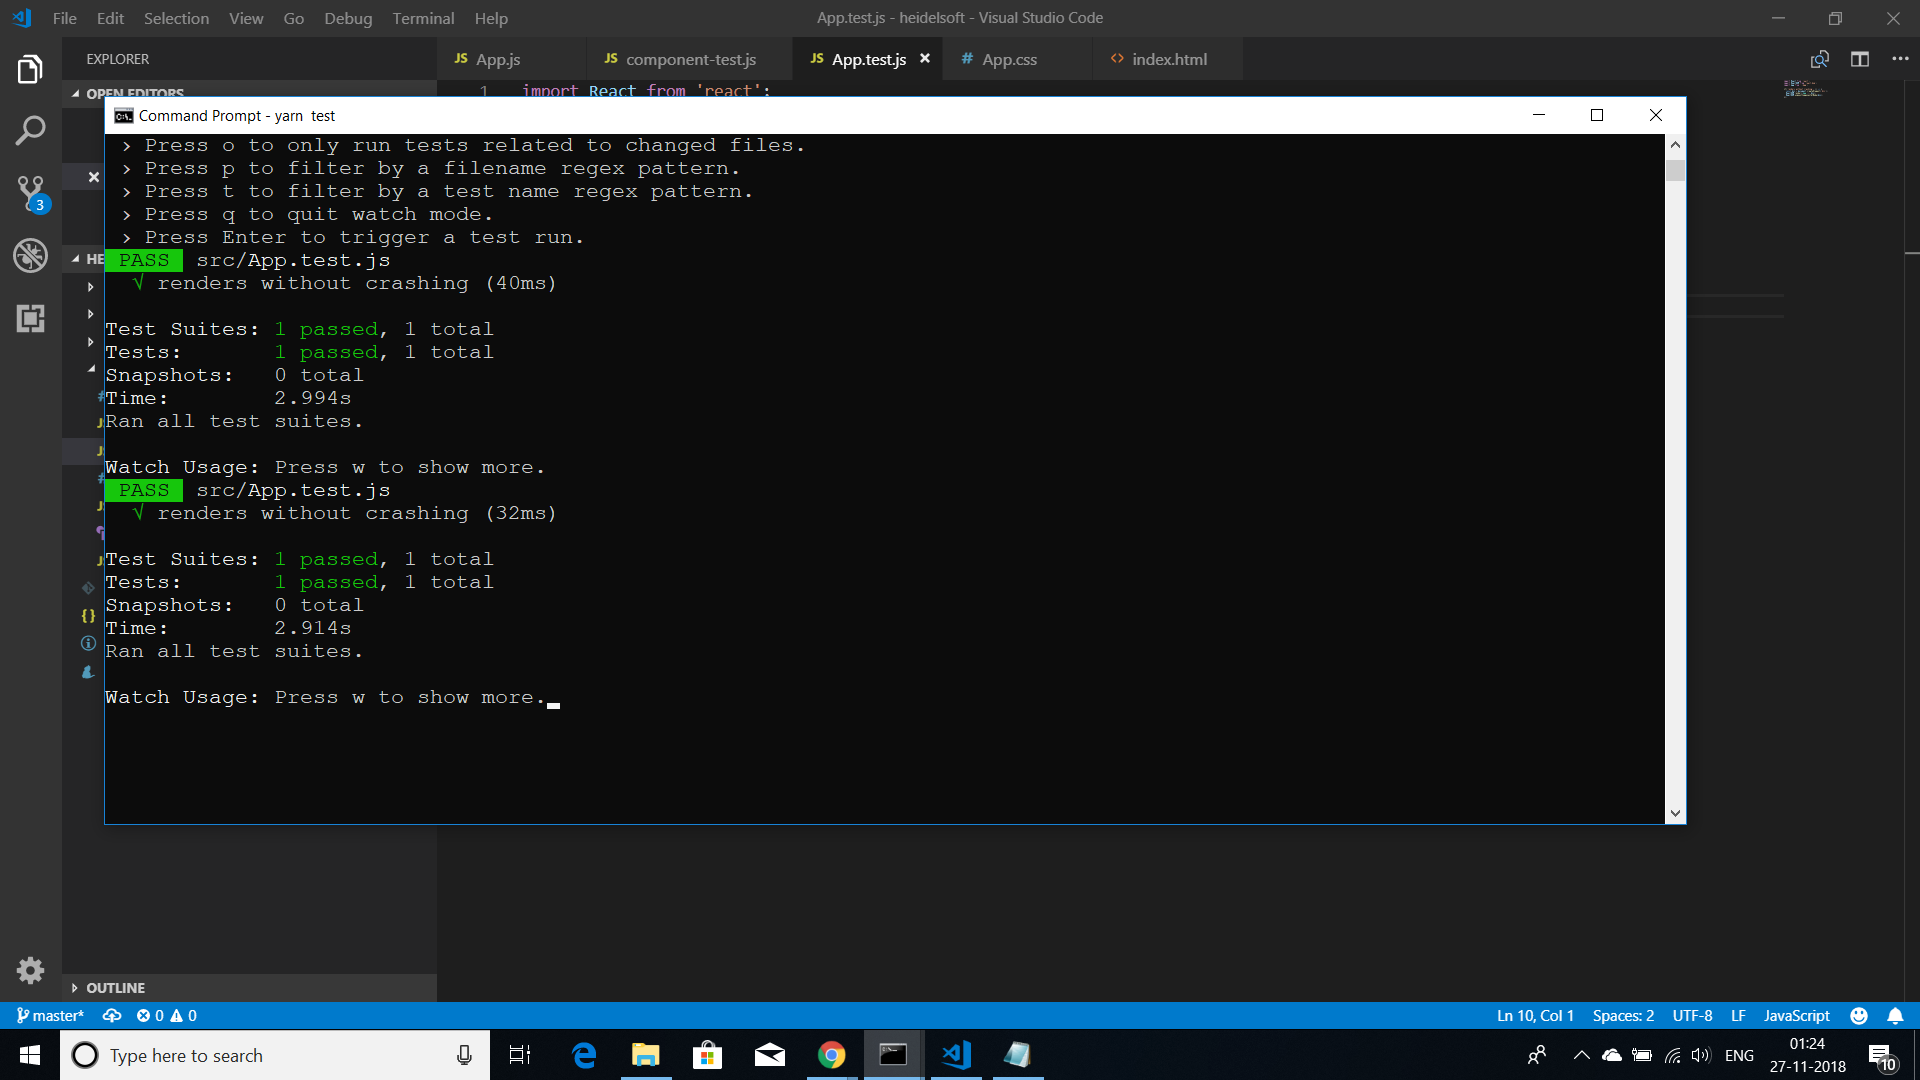 File Edit Selection View Go Debug Terminal Help
App.test.js - heidelsoft - Visual Studio Code
EXPLORER
JS App.js
JS component-test.js
JS App.test.js
# App.css
<> index.html
OPEN EDITORS
1 import React from 'react';
Command Prompt - yarn  test
› Press o to only run tests related to changed files.
› Press p to filter by a filename regex pattern.
› Press t to filter by a test name regex pattern.
› Press q to quit watch mode.
› Press Enter to trigger a test run.
PASS src/App.test.js
√ renders without crashing (40ms)
Test Suites: 1 passed, 1 total
Tests: 1 passed, 1 total
Snapshots: 0 total
Time: 2.994s
Ran all test suites.
Watch Usage: Press w to show more.
PASS src/App.test.js
√ renders without crashing (32ms)
Test Suites: 1 passed, 1 total
Tests: 1 passed, 1 total
Snapshots: 0 total
Time: 2.914s
Ran all test suites.
Watch Usage: Press w to show more.
3
HE
OUTLINE
master* 0 0
Ln 10, Col 1 Spaces: 2 UTF-8 LF JavaScript
Type here to search
ENG
01:24
27-11-2018
10